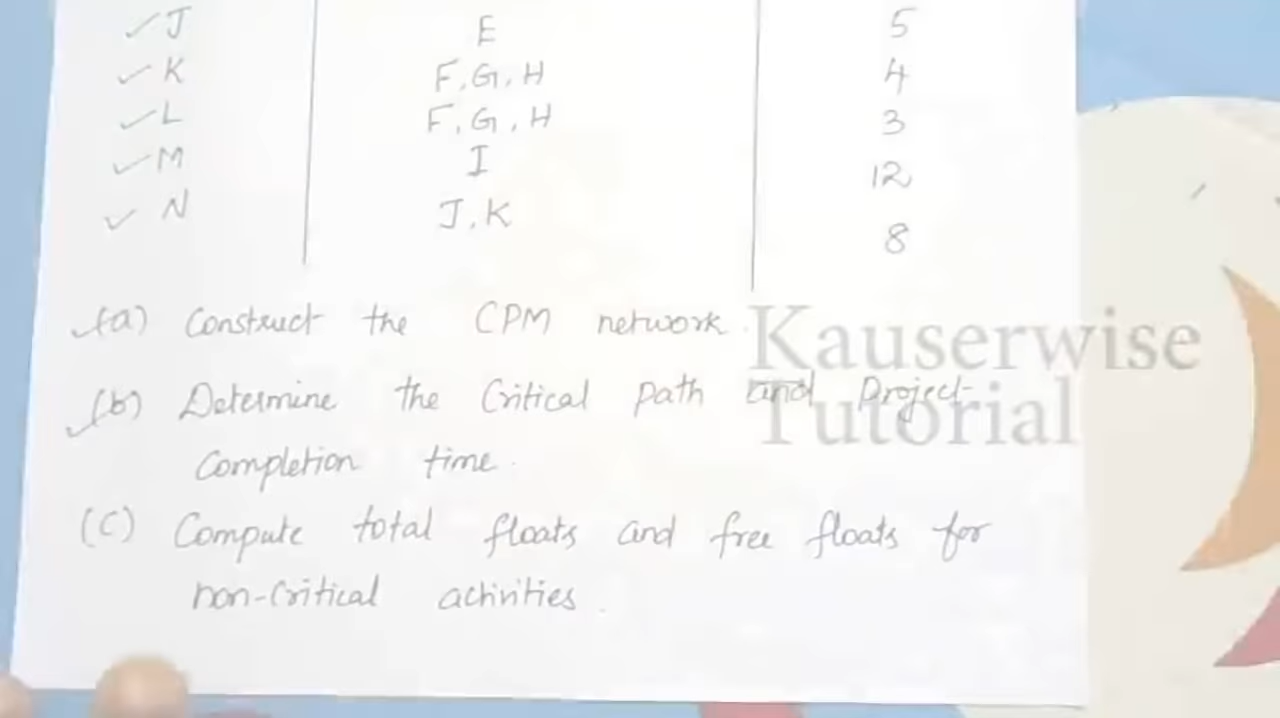 ✓J E 5
✓K F, G, H 4
✓L F, G, H 3
✓M I 12
✓N J, K 8
(a) Construct the CPM network.
(b) Determine the Critical path and Project
Completion time.
(c) Compute total floats and free floats for
non-critical activities.
Kauserwise
Tutorial